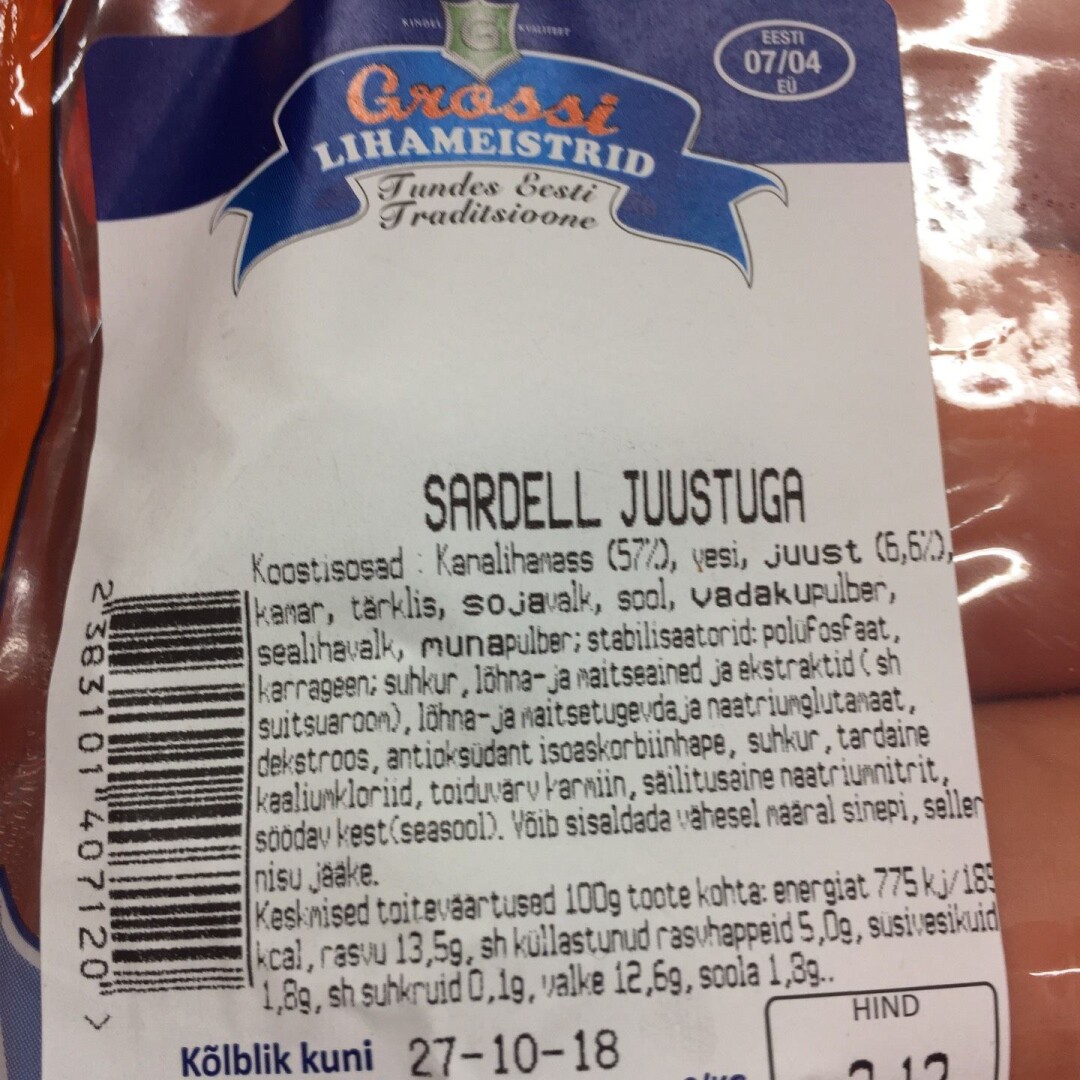 KINDEL KVALITEET
G
EESTI
07/04
EÜ
Grossi
LIHAMEISTRID
Tundes Eesti
Traditsioone
SARDELL JUUSTUGA
Koostisosad : Kanalihamass (57%), vesi, juust (6,6%),
kamar, tärklis, sojavalk, sool, vadakupulber,
sealihavalk, munapulber; stabilisaatorid: polüfosfaat,
karrageen; suhkur, lõhna-ja maitseained ja ekstraktid ( sh
suitsuaroom), lõhna-ja maitsetugevdaja naatriumglutamaat,
dekstroos, antioksüdant isoaskorbiinhape, suhkur, tardaine
kaaliumkloriid, toiduvärv karmiin, säilitusaine naatriumnitrit,
söödav kest(seasool). Võib sisaldada vähesel määral sinepi, seller
nisu jääke.
Keskmised toiteväärtused 100g toote kohta: energiat 775 kj/185
kcal, rasvu 13,5g, sh küllastunud rasvhappeid 5,0g, süsivesikuid
1,8g, sh suhkruid 0,1g, valke 12,6g, soola 1,3g..
2 383101 407120 >
HIND
Kõlblik kuni 27-10-18